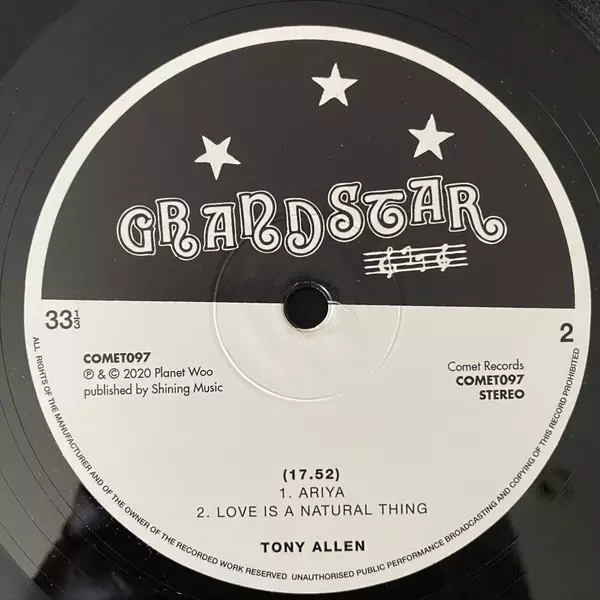 GRANDSTAR
33⅓
2
COMET097
℗ & © 2020 Planet Woo
published by Shining Music
Comet Records
COMET097
STEREO
(17.52)
1. ARIYA
2. LOVE IS A NATURAL THING
TONY ALLEN
ALL RIGHTS OF THE MANUFACTURER AND OF THE OWNER OF THE RECORDED WORK RESERVED UNAUTHORISED PUBLIC PERFORMANCE BROADCASTING AND COPYING OF THIS RECORD PROHIBITED